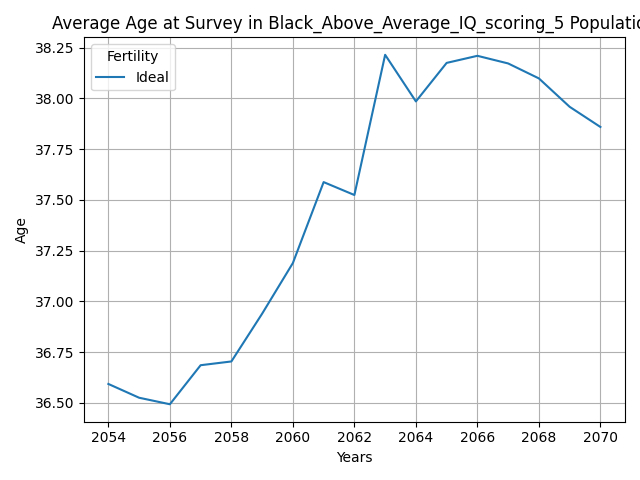 Average Age at Survey in Black_Above_Average_IQ_scoring_5 Populatio
Fertility
Ideal
38.25
38.00
37.75
37.50
37.25
37.00
36.75
36.50
Age
2054 2056 2058 2060 2062 2064 2066 2068 2070
Years